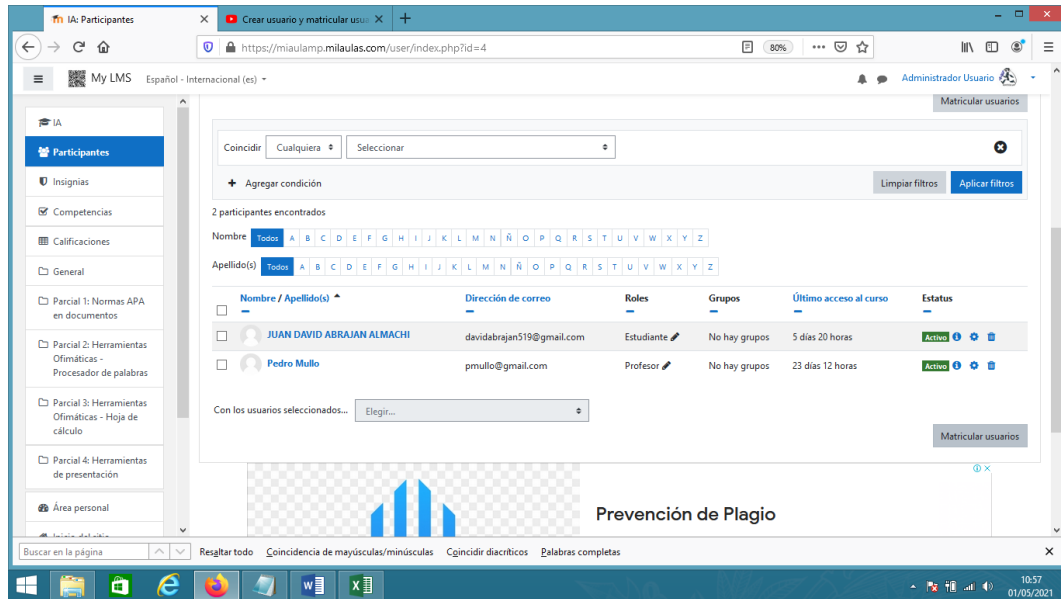 IA: Participantes
Crear usuario y matricular usua
https://miaulamp.milaulas.com/user/index.php?id=4
80%
My LMS
Español - Internacional (es)
Administrador Usuario
Matricular usuarios
IA
Participantes
Insignias
Competencias
Calificaciones
General
Parcial 1: Normas APA
en documentos
Parcial 2: Herramientas
Ofimáticas -
Procesador de palabras
Parcial 3: Herramientas
Ofimáticas - Hoja de
cálculo
Parcial 4: Herramientas
de presentación
Área personal
Coincidir Cualquiera Seleccionar
Agregar condición
Limpiar filtros Aplicar filtros
2 participantes encontrados
Nombre Todos A B C D E F G H I J K L M N Ñ O P Q R S T U V W X Y Z
Apellido(s) Todos A B C D E F G H I J K L M N Ñ O P Q R S T U V W X Y Z
Nombre / Apellido(s) Dirección de correo Roles Grupos Último acceso al curso Estatus
JUAN DAVID ABRAJAN ALMACHI davidabrajan519@gmail.com Estudiante No hay grupos 5 días 20 horas Activo
Pedro Mullo pmullo@gmail.com Profesor No hay grupos 23 días 12 horas Activo
Con los usuarios seleccionados... Elegir...
Matricular usuarios
Prevención de Plagio
Buscar en la página
Resaltar todo Coincidencia de mayúsculas/minúsculas Coincidir diacríticos Palabras completas
10:57
01/05/2021